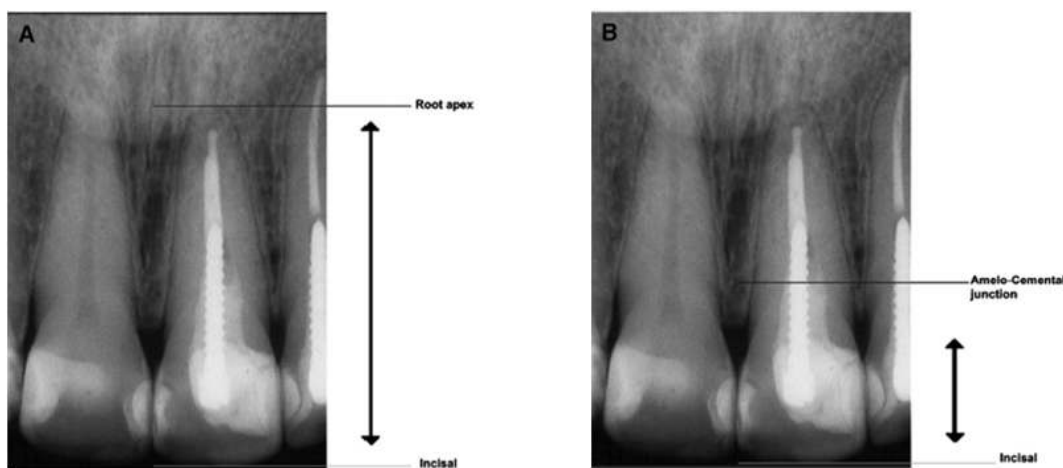 A
Root apex
Incisal
B
Amelo-Cemental
junction
Incisal